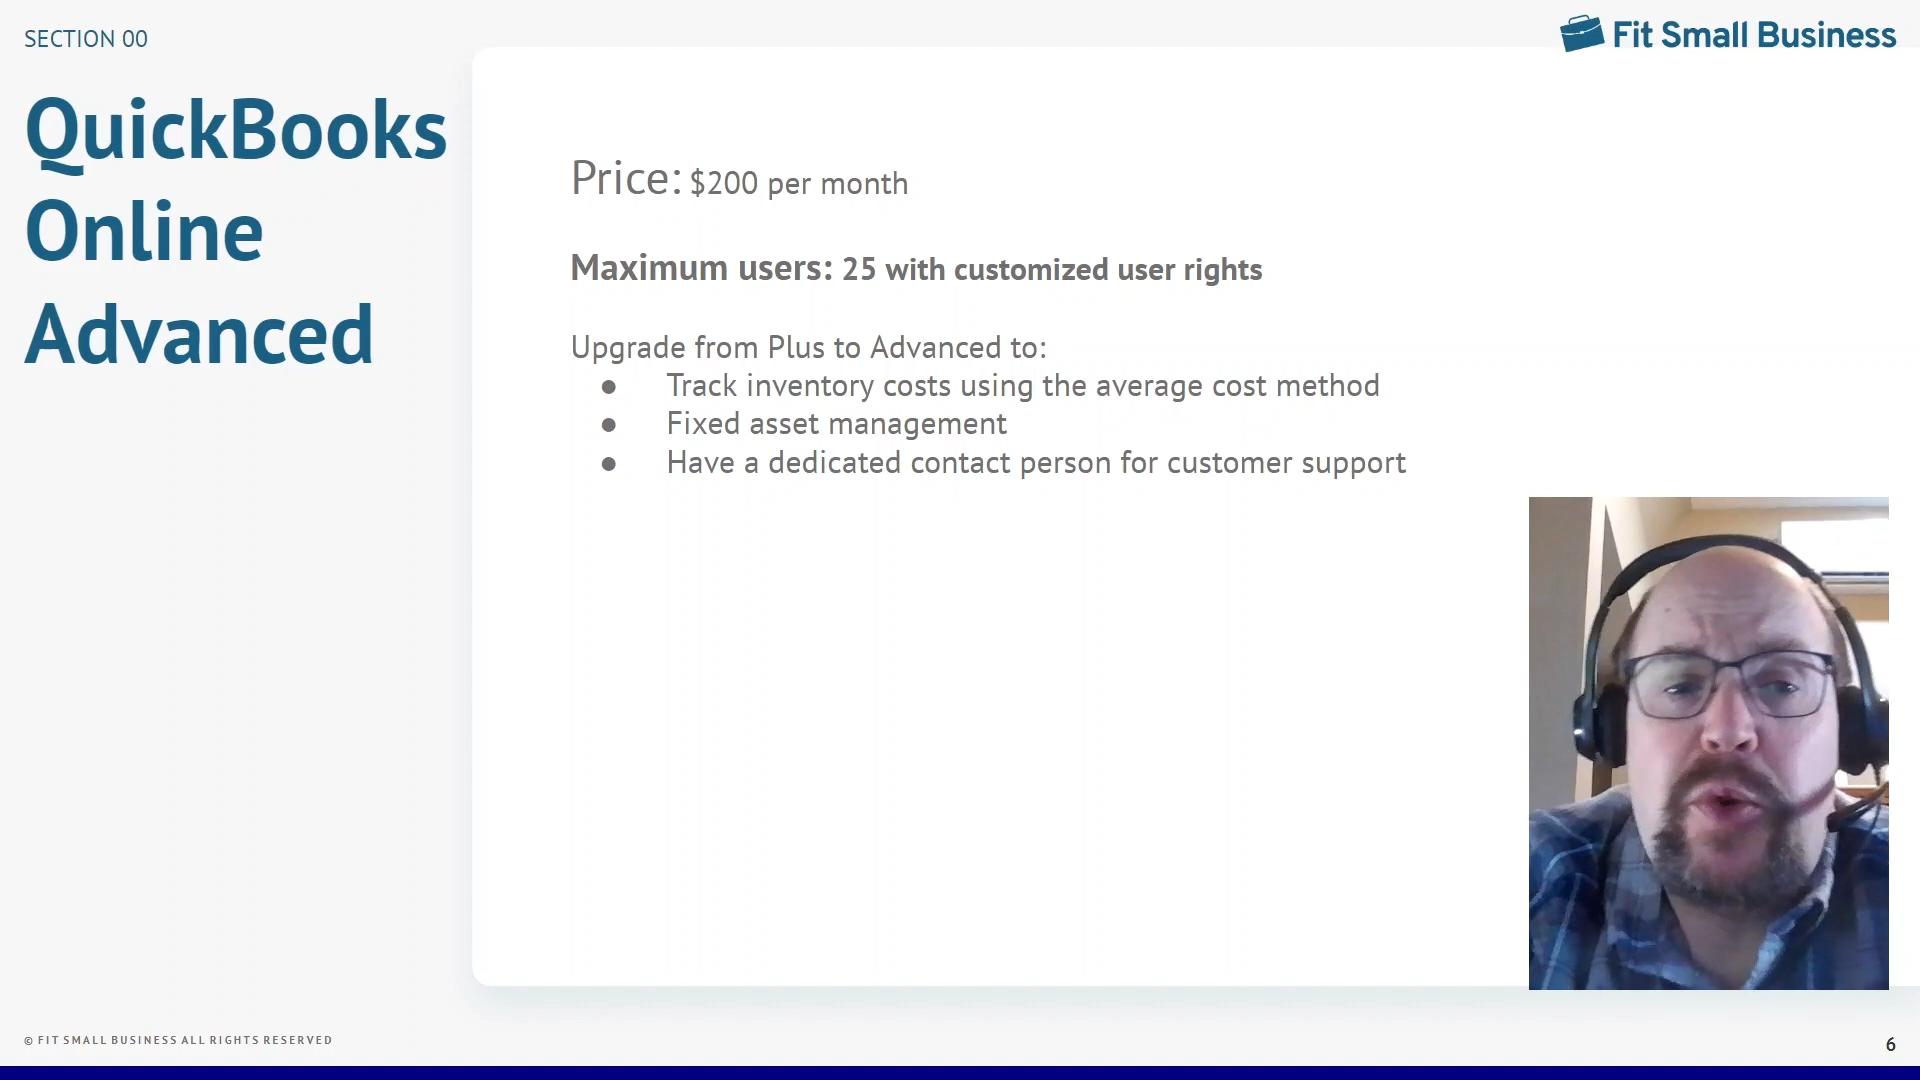 SECTION 00
Fit Small Business
QuickBooks
Online
Advanced
Price: $200 per month
Maximum users: 25 with customized user rights
Upgrade from Plus to Advanced to:
● Track inventory costs using the average cost method
● Fixed asset management
● Have a dedicated contact person for customer support
© FIT SMALL BUSINESS ALL RIGHTS RESERVED
6